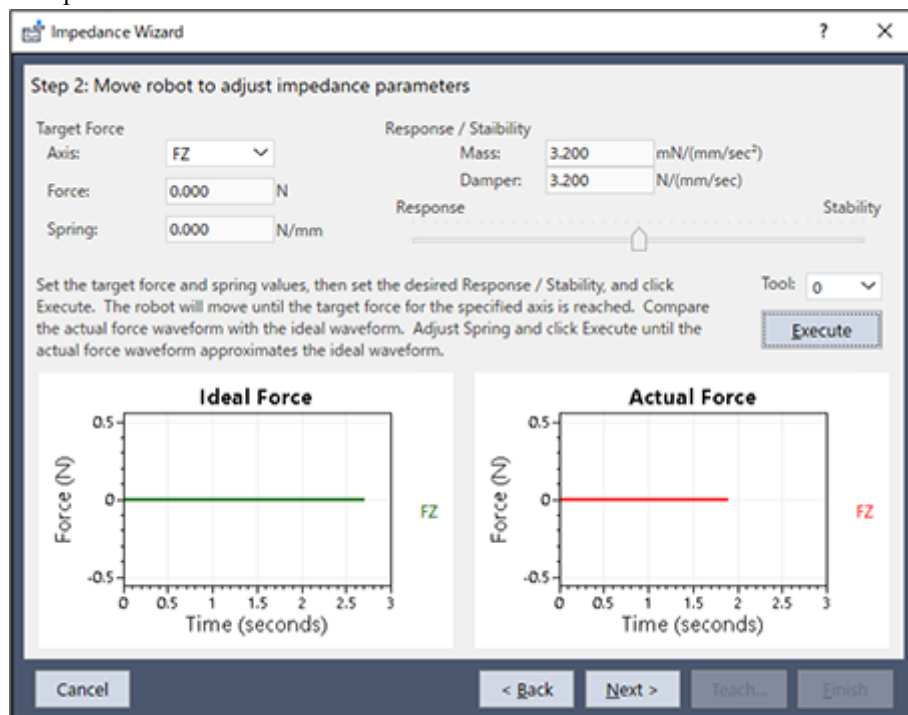 Impedance Wizard ? ×
Step 2: Move robot to adjust impedance parameters
Target Force
Axis: FZ
Force: 0.000 N
Spring: 0.000 N/mm
Response / Staibility
Mass: 3.200 mN/(mm/sec²)
Damper: 3.200 N/(mm/sec)
Response Stability
Set the target force and spring values, then set the desired Response / Stability, and click
Execute. The robot will move until the target force for the specified axis is reached. Compare
the actual force waveform with the ideal waveform. Adjust Spring and click Execute until the
actual force waveform approximates the ideal waveform.
Tool: 0
Execute
Ideal Force
Force (N)
0.5
0
-0.5
0 0.5 1 1.5 2 2.5 3
Time (seconds)
FZ
Actual Force
Force (N)
0.5
0
-0.5
0 0.5 1 1.5 2 2.5 3
Time (seconds)
FZ
Cancel < Back Next > Teach... Finish